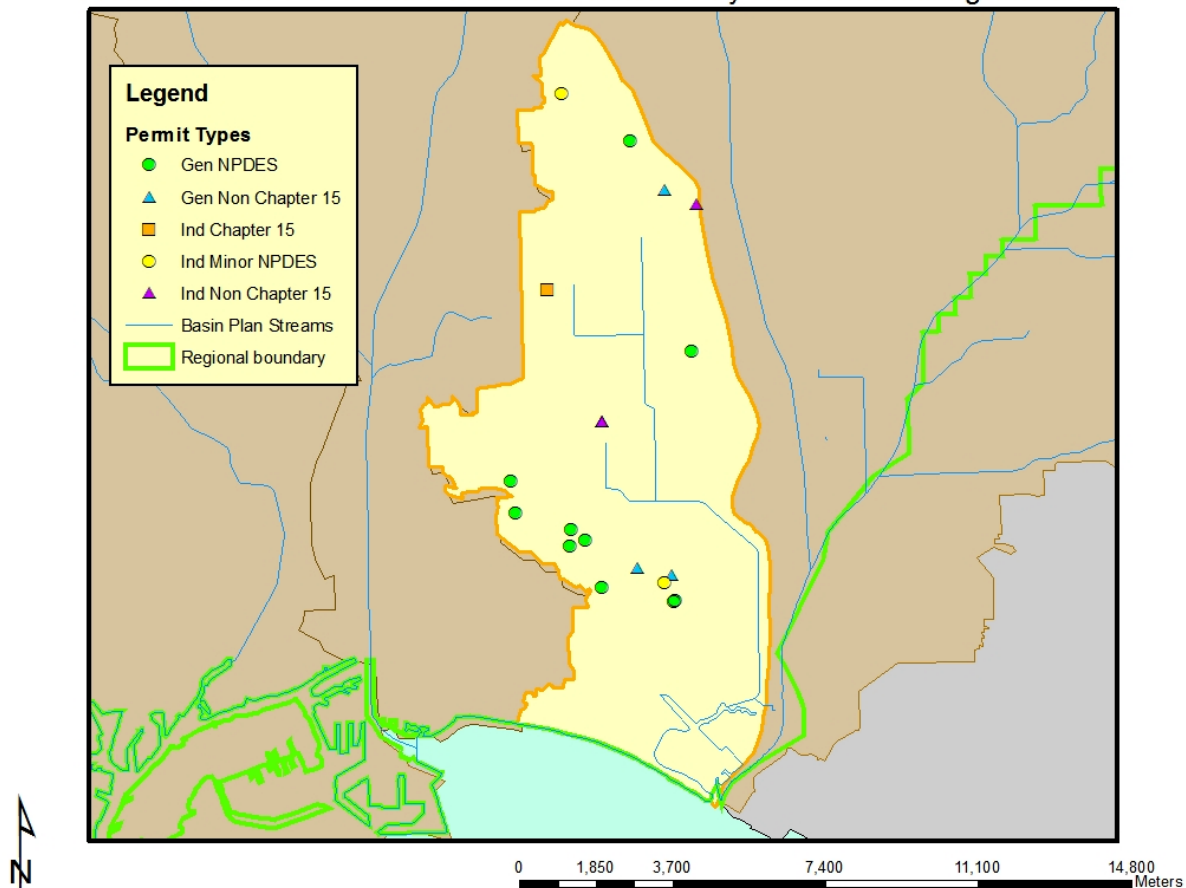 Legend
Permit Types
Gen NPDES
Gen Non Chapter 15
Ind Chapter 15
Ind Minor NPDES
Ind Non Chapter 15
Basin Plan Streams
Regional boundary
N
0 1,850 3,700 7,400 11,100 14,800
Meters